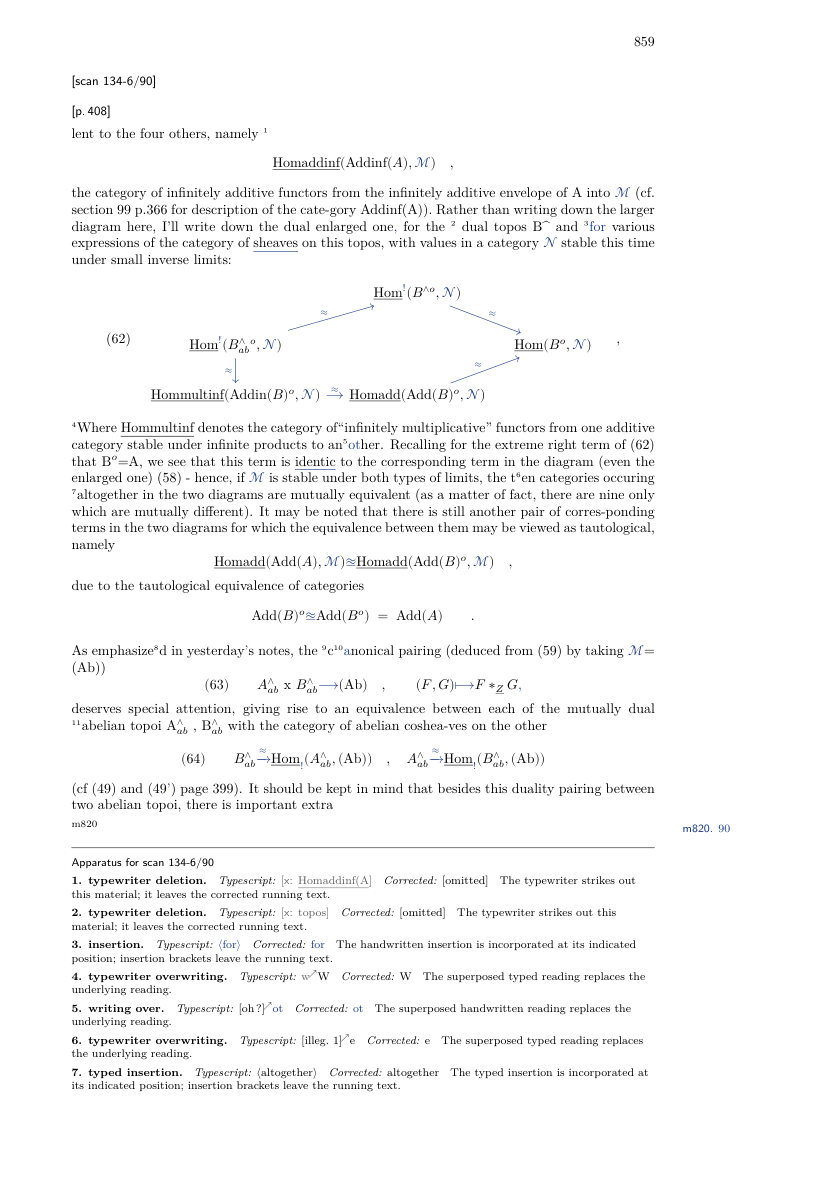 859
[scan 134-6/90]
[p. 408]
lent to the four others, namely ¹
Homaddinf(Addinf(A), ℳ) ,
the category of infinitely additive functors from the infinitely additive envelope of A into ℳ (cf.
section 99 p.366 for description of the cate-gory Addinf(A)). Rather than writing down the larger
diagram here, I'll write down the dual enlarged one, for the ² dual topos B^ and ³for various
expressions of the category of sheaves on this topos, with values in a category 𝒩 stable this time
under small inverse limits:
Hom!(B^∧o, 𝒩)
≈ ≈
(62) Hom!(B^∧_ab^o, 𝒩) Hom(B^o, 𝒩) ,
≈ ≈
Hommultinf(Addin(B)^o, 𝒩) ≈→ Homadd(Add(B)^o, 𝒩)
⁴Where Hommultinf denotes the category of“infinitely multiplicative” functors from one additive
category stable under infinite products to an⁵other. Recalling for the extreme right term of (62)
that B^o=A, we see that this term is identic to the corresponding term in the diagram (even the
enlarged one) (58) - hence, if ℳ is stable under both types of limits, the t⁶en categories occuring
⁷altogether in the two diagrams are mutually equivalent (as a matter of fact, there are nine only
which are mutually different). It may be noted that there is still another pair of corres-ponding
terms in the two diagrams for which the equivalence between them may be viewed as tautological,
namely
Homadd(Add(A), ℳ)≈Homadd(Add(B)^o, ℳ) ,
due to the tautological equivalence of categories
Add(B)^o≈Add(B^o) = Add(A) .
As emphasize⁸d in yesterday's notes, the ⁹c¹⁰anonical pairing (deduced from (59) by taking ℳ=
(Ab))
(63) A^∧_ab x B^∧_ab⟶(Ab) , (F, G)⟼F ∗_Z G,
deserves special attention, giving rise to an equivalence between each of the mutually dual
¹¹abelian topoi A^∧_ab , B^∧_ab with the category of abelian coshea-ves on the other
(64) B^∧_ab ≈→ Hom_!(A^∧_ab, (Ab)) , A^∧_ab ≈→ Hom_!(B^∧_ab, (Ab))
(cf (49) and (49') page 399). It should be kept in mind that besides this duality pairing between
two abelian topoi, there is important extra
m820
m820. 90
Apparatus for scan 134-6/90
1. typewriter deletion. Typescript: [x: Homaddinf(A] Corrected: [omitted] The typewriter strikes out
this material; it leaves the corrected running text.
2. typewriter deletion. Typescript: [x: topos] Corrected: [omitted] The typewriter strikes out this
material; it leaves the corrected running text.
3. insertion. Typescript: ⟨for⟩ Corrected: for The handwritten insertion is incorporated at its indicated
position; insertion brackets leave the running text.
4. typewriter overwriting. Typescript: w↗W Corrected: W The superposed typed reading replaces the
underlying reading.
5. writing over. Typescript: [oh ?]↗ot Corrected: ot The superposed handwritten reading replaces the
underlying reading.
6. typewriter overwriting. Typescript: [illeg. 1]↗e Corrected: e The superposed typed reading replaces
the underlying reading.
7. typed insertion. Typescript: ⟨altogether⟩ Corrected: altogether The typed insertion is incorporated at
its indicated position; insertion brackets leave the running text.